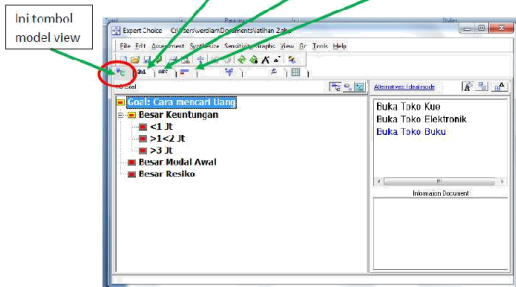 Ini tombol
model view
Expert Choice
File Edit Assessment Synthesize Sensitivity-Graphs View Go Tools Help
ABC
Alternatives: Ideal mode
Goal: Cara mencari Uang
Besar Keuntungan
<1 Jt
>1<2 Jt
>3 Jt
Besar Modal Awal
Besar Resiko
Buka Toko Kue
Buka Toko Elektronik
Buka Toko Buku
Information Document